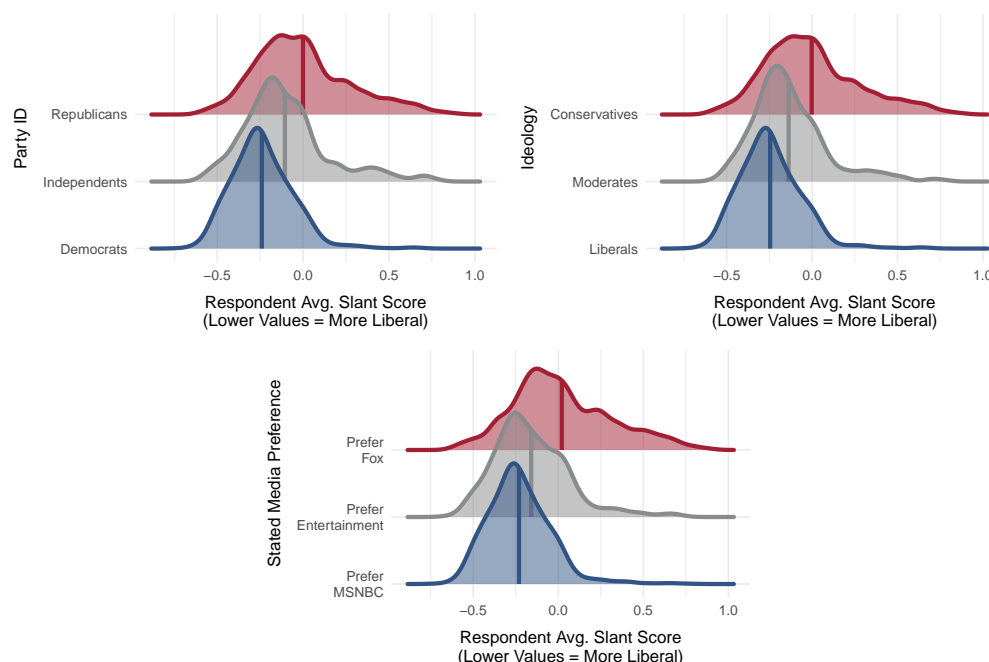 Party ID
Republicans
Independents
Democrats
−0.5 0.0 0.5 1.0
Respondent Avg. Slant Score
(Lower Values = More Liberal)
Ideology
Conservatives
Moderates
Liberals
−0.5 0.0 0.5 1.0
Respondent Avg. Slant Score
(Lower Values = More Liberal)
Stated Media Preference
Prefer
Fox
Prefer
Entertainment
Prefer
MSNBC
−0.5 0.0 0.5 1.0
Respondent Avg. Slant Score
(Lower Values = More Liberal)